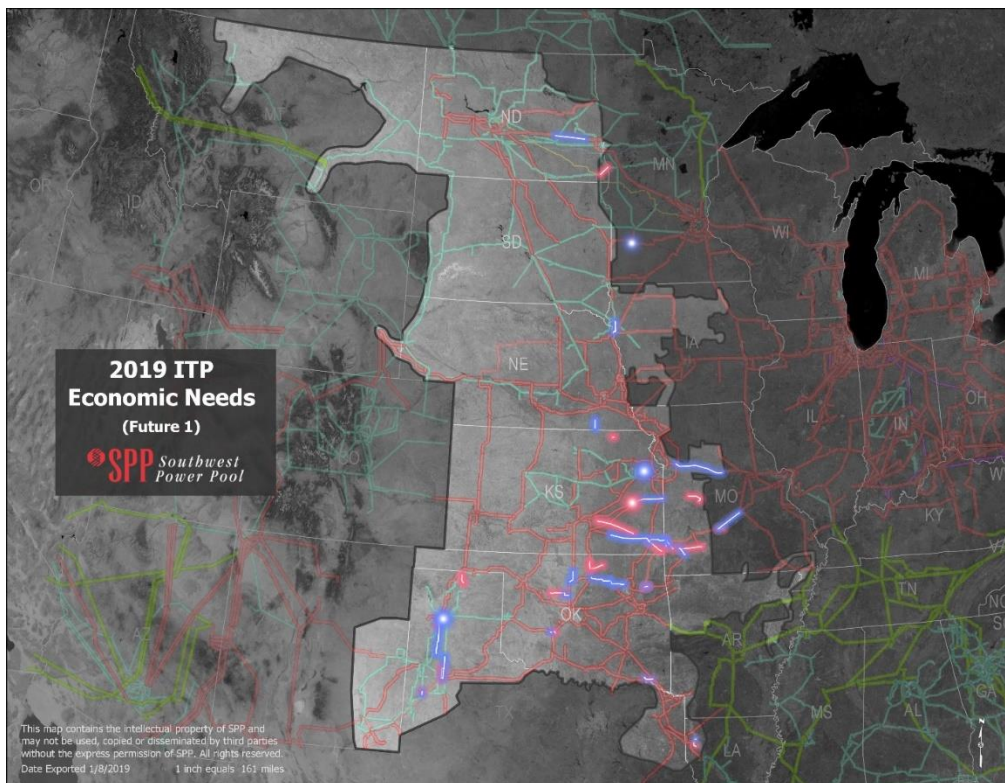 ND
MN
ID
OR
SD
WI
MI
2019 ITP
Economic Needs
(Future 1)
SPP Southwest
Power Pool
NE
IA
IL
IN
OH
CO
KS
MO
KY
OK
AZ
AR
TN
NC
MS
AL
GA
LA
This map contains the intellectual property of SPP and
may not be used, copied or disseminated by third parties
without the express permission of SPP. All rights reserved.
Date Exported 1/8/2019 1 inch equals 161 miles
N